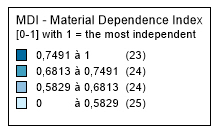 MDI - Material Dependence Index
[0-1] with 1 = the most independent
0,7491 à 1 (23)
0,6813 à 0,7491 (24)
0,5829 à 0,6813 (24)
0 à 0,5829 (25)